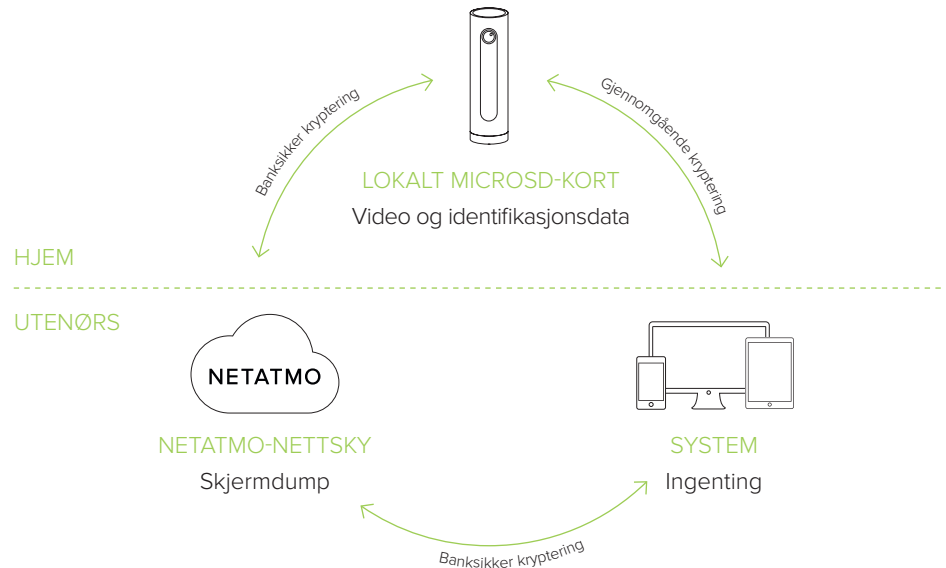 Banksikker kryptering
Gjennomgående kryptering
LOKALT MICROSD-KORT
Video og identifikasjonsdata
HJEM
UTENØRS
NETATMO
NETATMO-NETTSKY
Skjermdump
SYSTEM
Ingenting
Banksikker kryptering